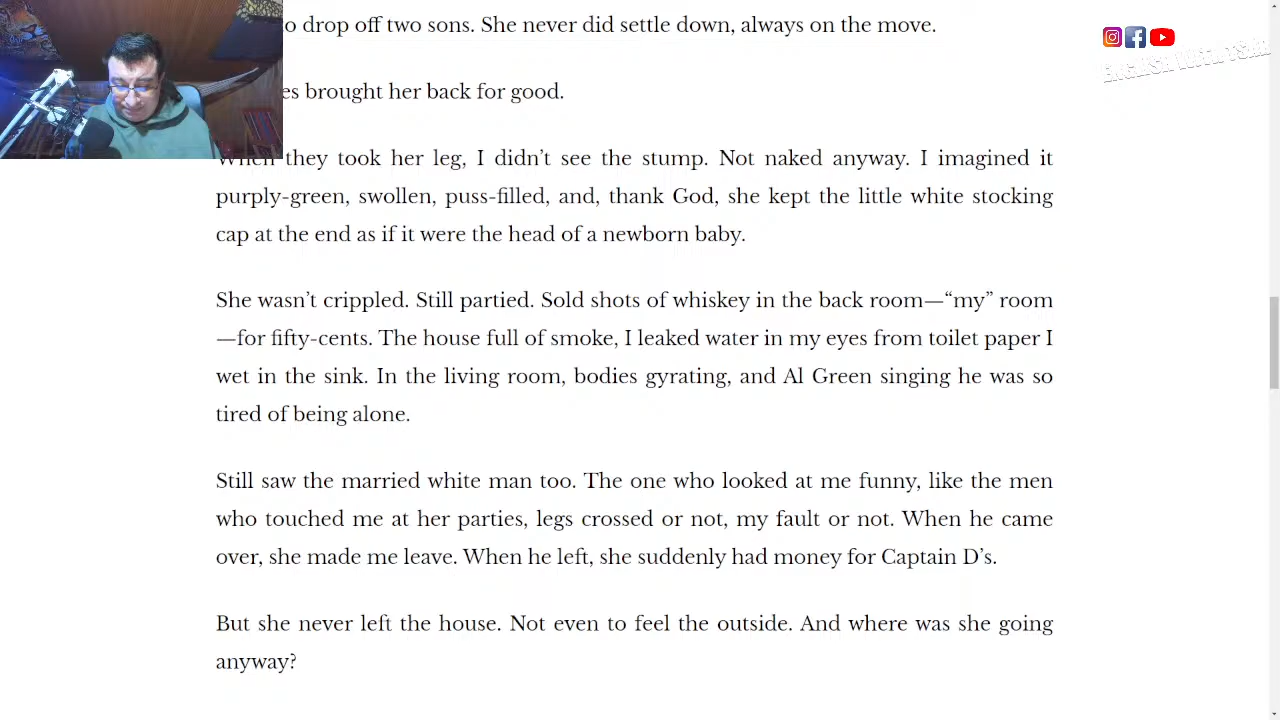 o drop off two sons. She never did settle down, always on the move.
es brought her back for good.
When they took her leg, I didn’t see the stump. Not naked anyway. I imagined it
purply-green, swollen, puss-filled, and, thank God, she kept the little white stocking
cap at the end as if it were the head of a newborn baby.
She wasn’t crippled. Still partied. Sold shots of whiskey in the back room—“my” room
—for fifty-cents. The house full of smoke, I leaked water in my eyes from toilet paper I
wet in the sink. In the living room, bodies gyrating, and Al Green singing he was so
tired of being alone.
Still saw the married white man too. The one who looked at me funny, like the men
who touched me at her parties, legs crossed or not, my fault or not. When he came
over, she made me leave. When he left, she suddenly had money for Captain D’s.
But she never left the house. Not even to feel the outside. And where was she going
anyway?
ENGLISH WITH